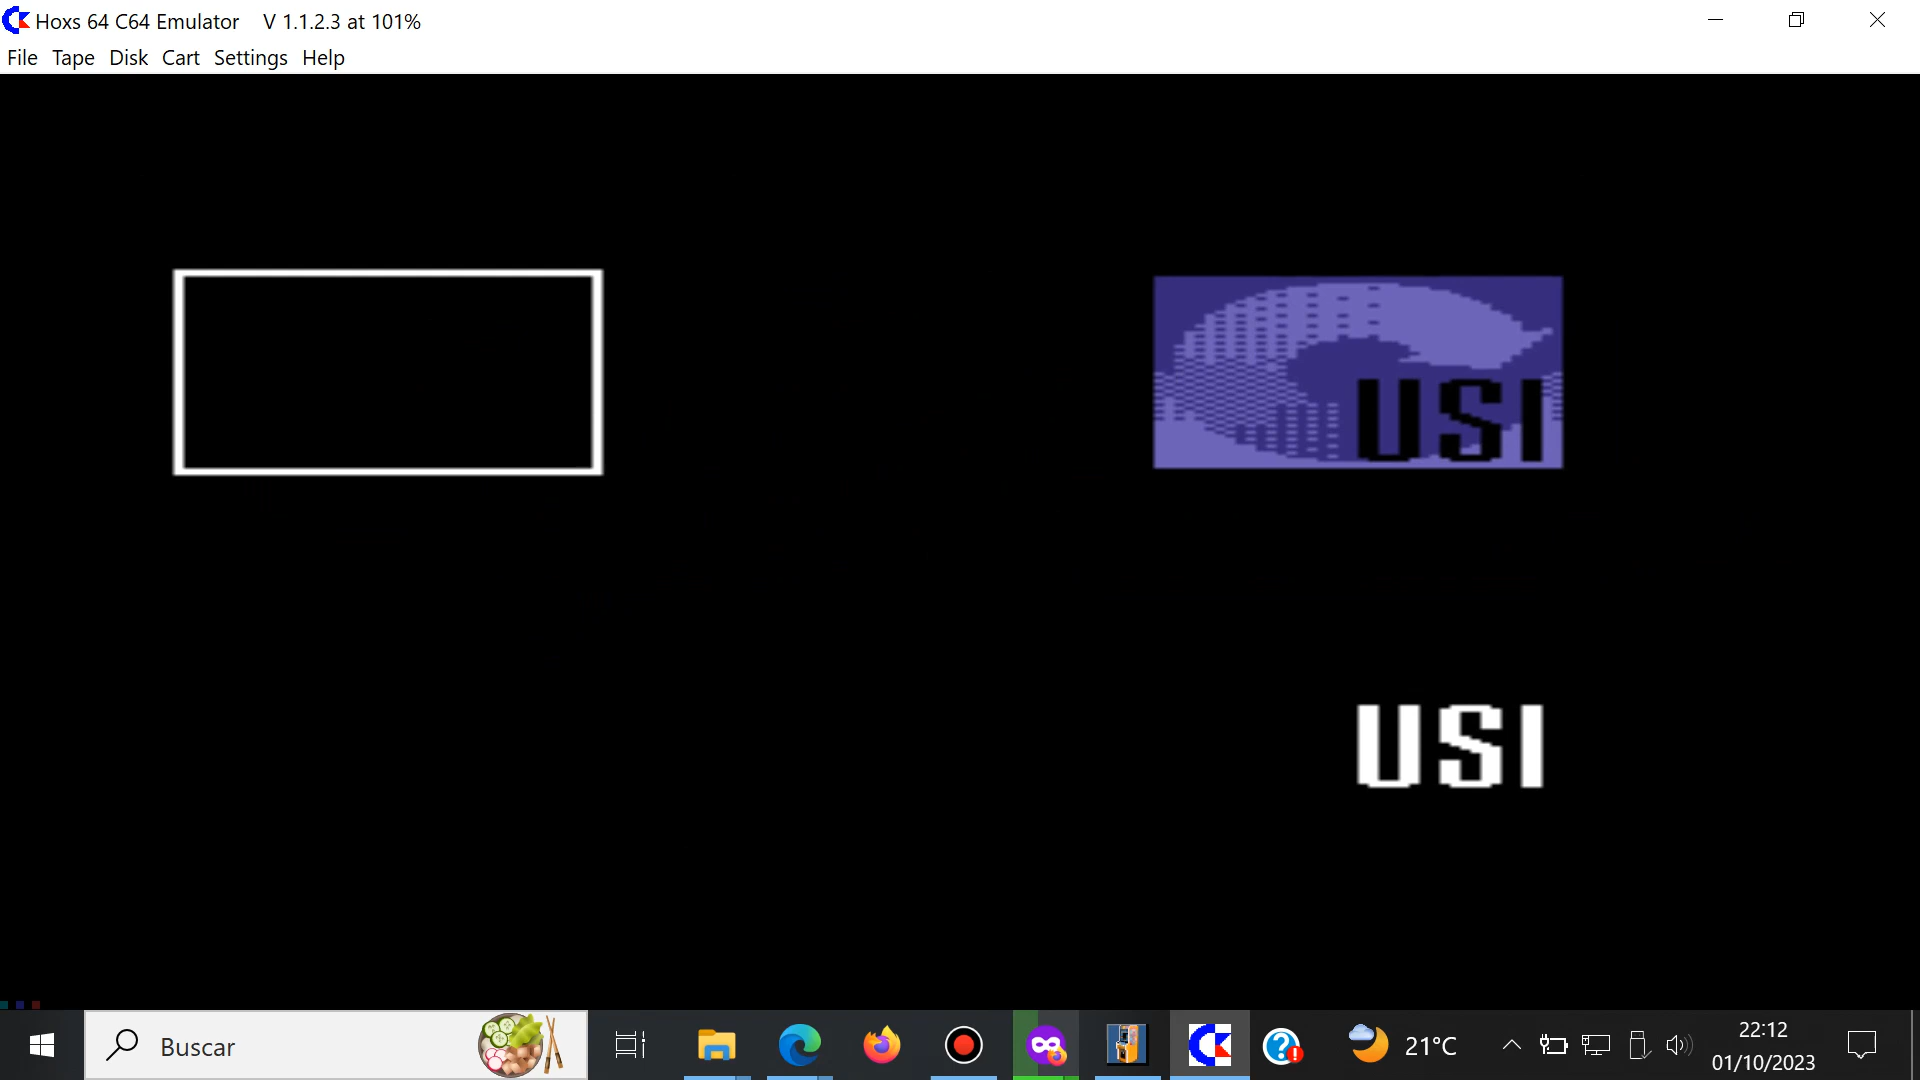 Hoxs 64 C64 Emulator V 1.1.2.3 at 101%
File Tape Disk Cart Settings Help
USI
USI
Buscar
21°C
22:12
01/10/2023